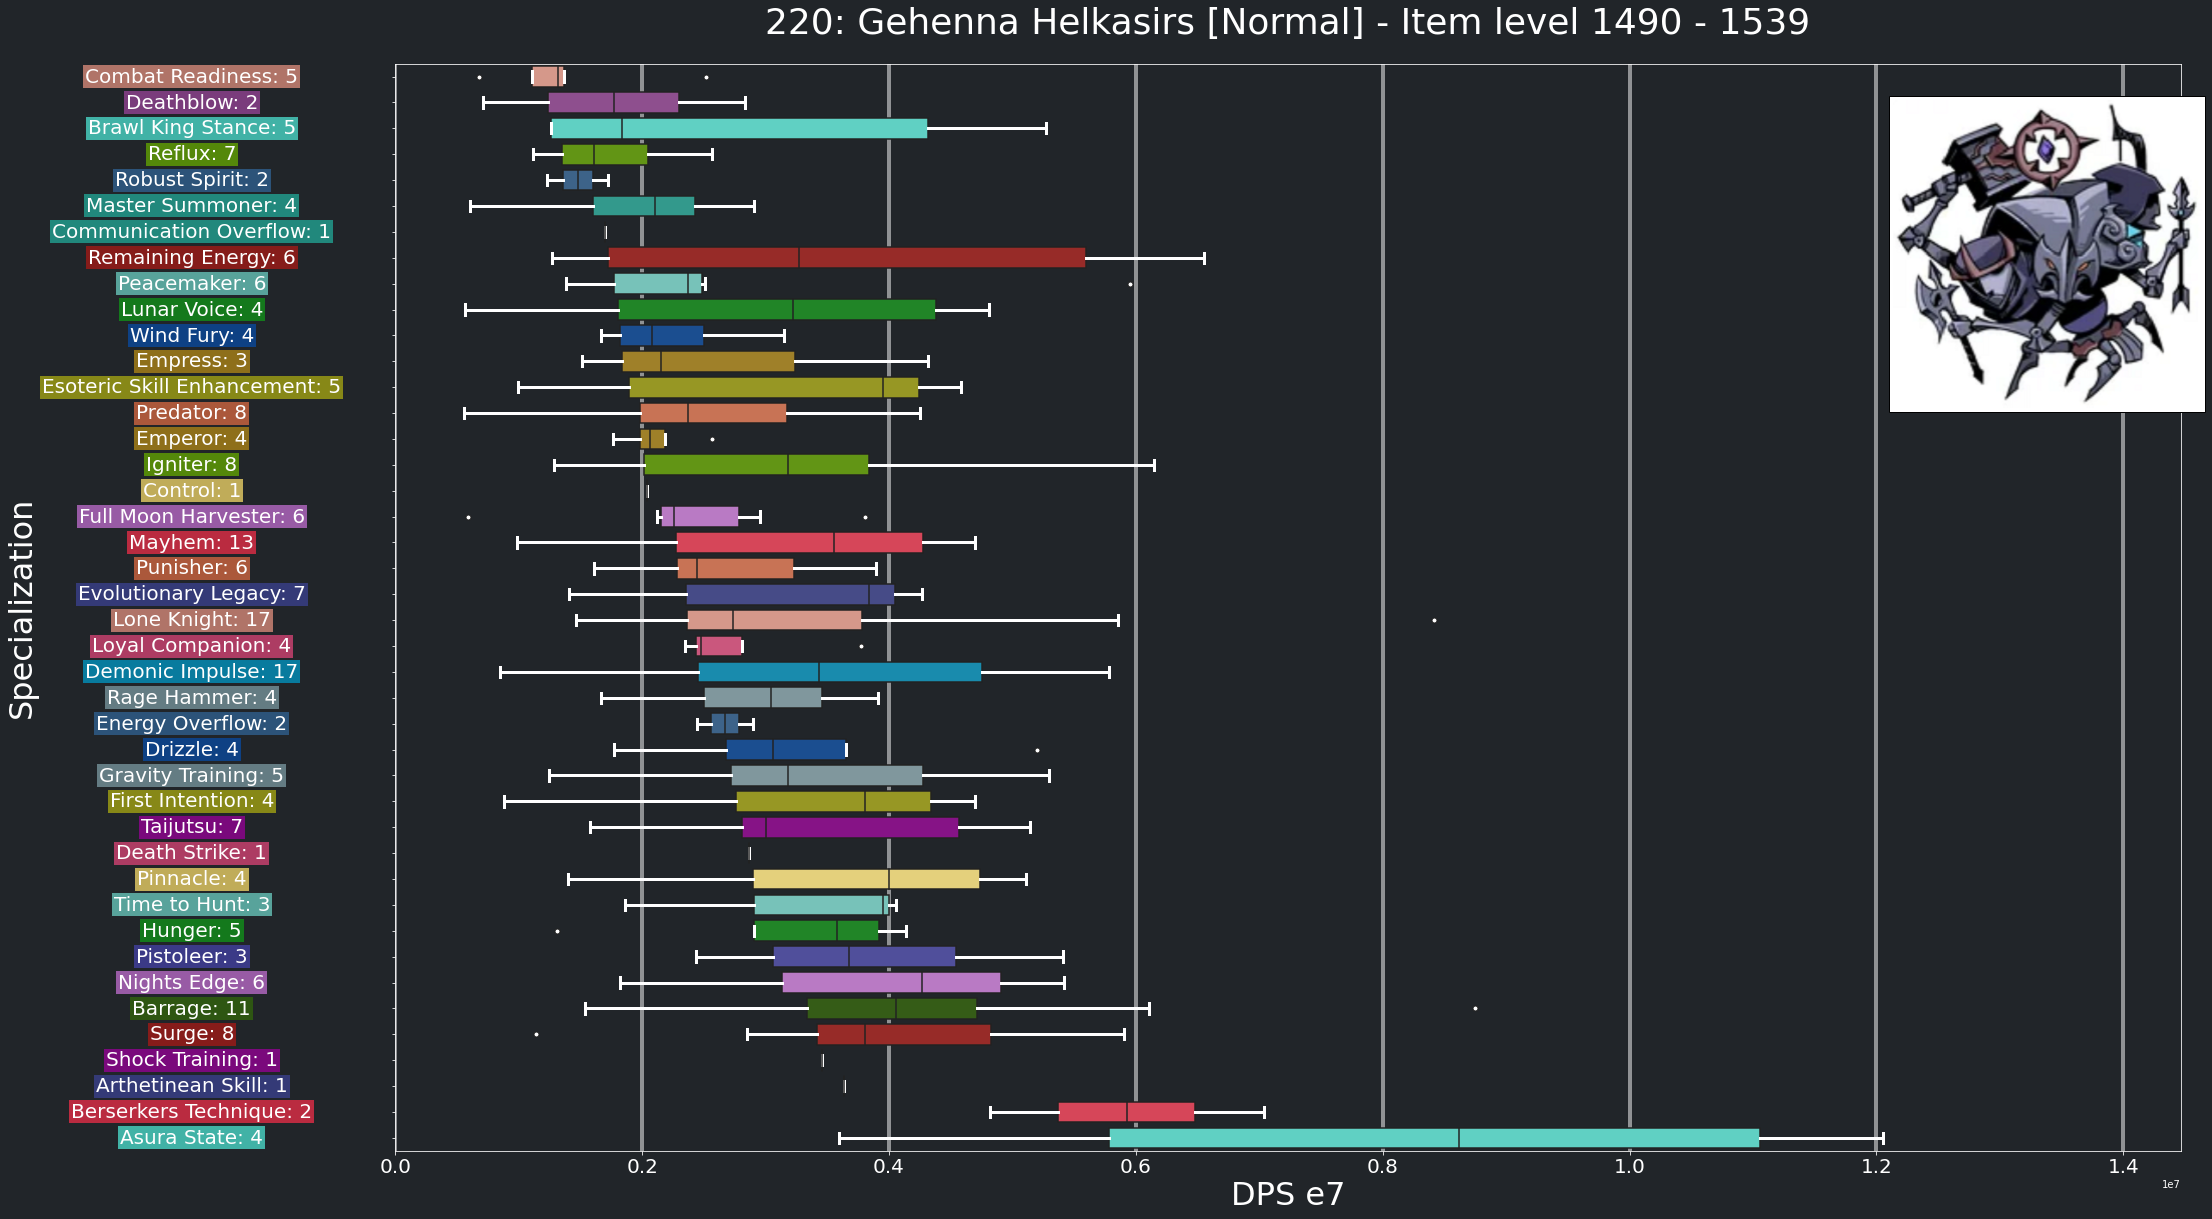 220: Gehenna Helkasirs [Normal] - Item level 1490 - 1539
Combat Readiness: 5
Deathblow: 2
Brawl King Stance: 5
Reflux: 7
Robust Spirit: 2
Master Summoner: 4
Communication Overflow: 1
Remaining Energy: 6
Peacemaker: 6
Lunar Voice: 4
Wind Fury: 4
Empress: 3
Esoteric Skill Enhancement: 5
Predator: 8
Emperor: 4
Igniter: 8
Control: 1
Full Moon Harvester: 6
Mayhem: 13
Punisher: 6
Evolutionary Legacy: 7
Lone Knight: 17
Loyal Companion: 4
Demonic Impulse: 17
Rage Hammer: 4
Energy Overflow: 2
Drizzle: 4
Gravity Training: 5
First Intention: 4
Taijutsu: 7
Death Strike: 1
Pinnacle: 4
Time to Hunt: 3
Hunger: 5
Pistoleer: 3
Nights Edge: 6
Barrage: 11
Surge: 8
Shock Training: 1
Arthetinean Skill: 1
Berserkers Technique: 2
Asura State: 4
Specialization
0.0 0.2 0.4 0.6 0.8 1.0 1.2 1.4
1e7
DPS e7